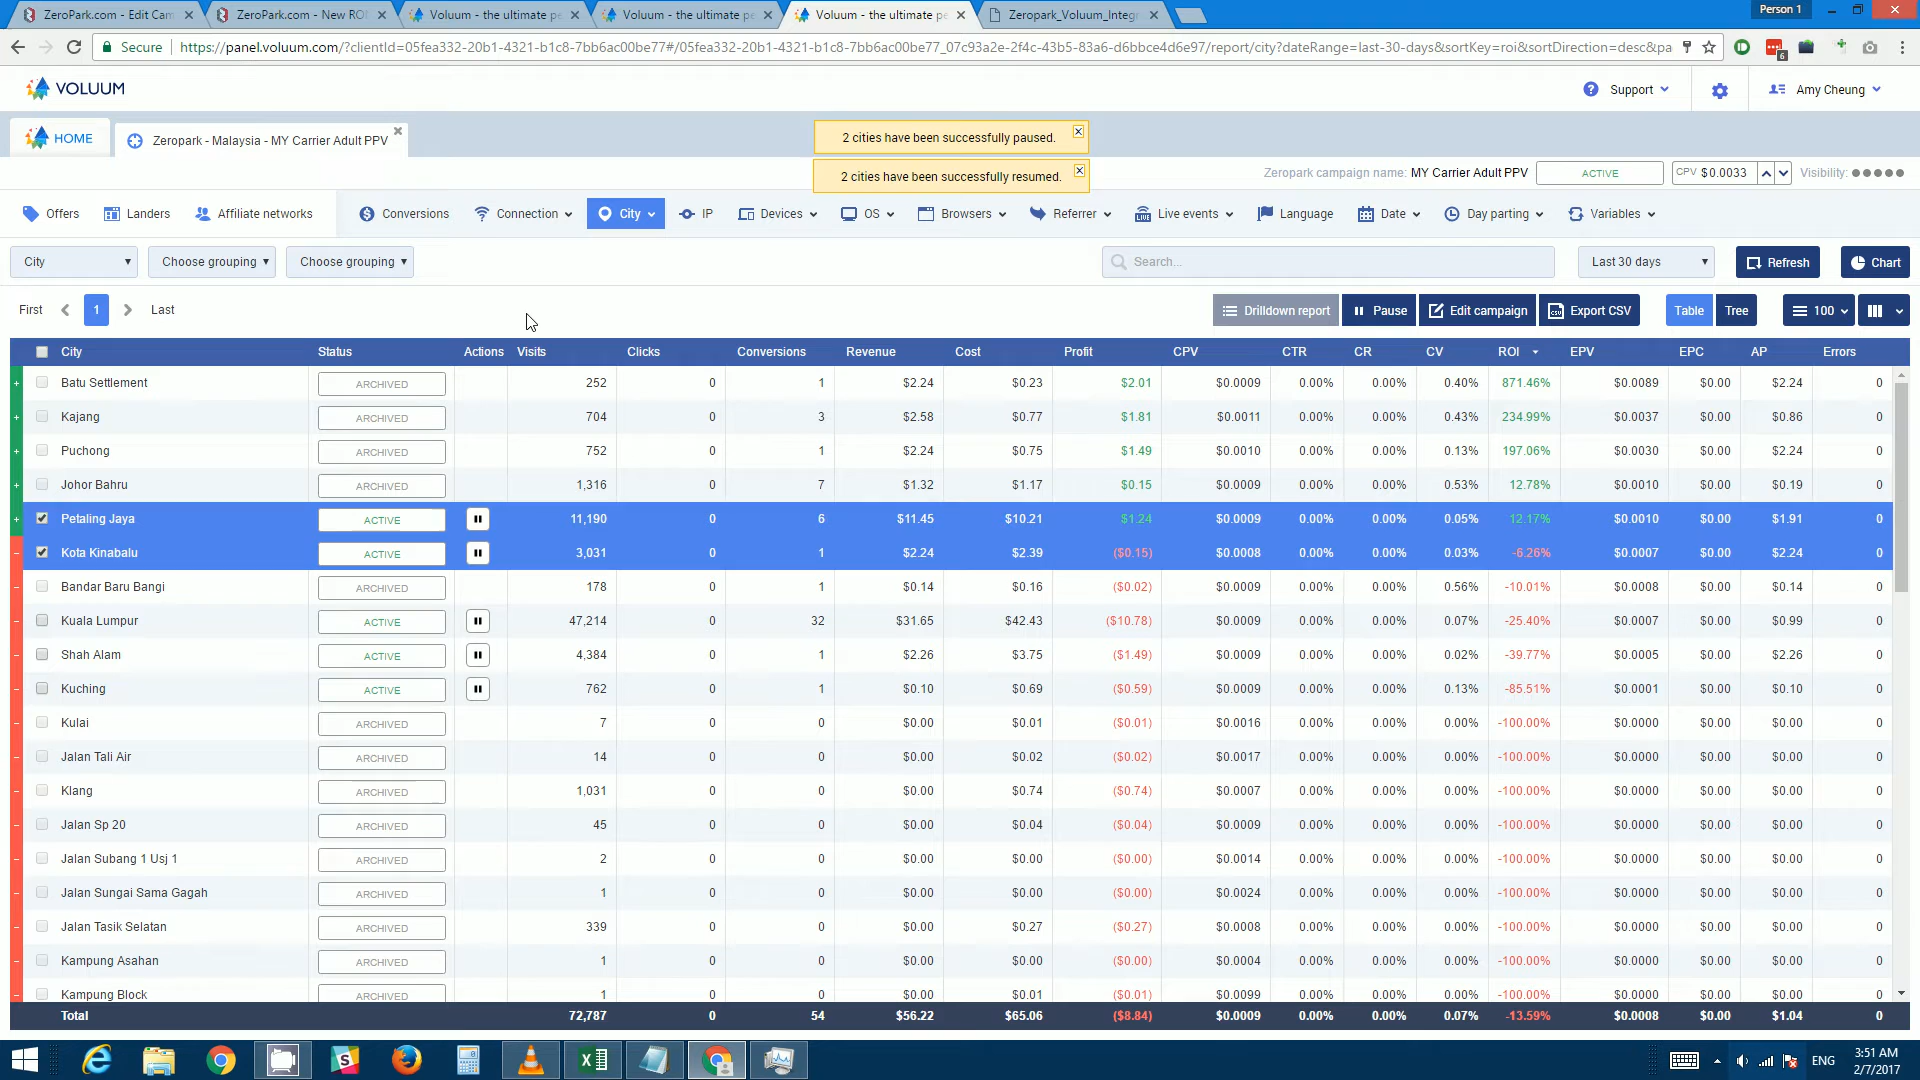 ZeroPark.com - Edit Cam
ZeroPark.com - New RON
Voluum - the ultimate pe
Voluum - the ultimate pe
Voluum - the ultimate pe
Zeropark_Voluum_Integr
Person 1
Secure https://panel.voluum.com/?clientId=05fea332-20b1-4321-b1c8-7bb6ac00be77#/05fea332-20b1-4321-b1c8-7bb6ac00be77_07c93a2e-2f4c-43b5-83a6-d6bbce4d6e97/report/city?dateRange=last-30-days&sortKey=roi&sortDirection=desc&pa
6
VOLUUM
Support
Amy Cheung
HOME
Zeropark - Malaysia - MY Carrier Adult PPV
2 cities have been successfully paused.
2 cities have been successfully resumed.
Zeropark campaign name: MY Carrier Adult PPV ACTIVE CPV $0.0033 Visibility:
Offers Landers Affiliate networks Conversions Connection City IP Devices OS Browsers Referrer Live events Language Date Day parting Variables
City Choose grouping Choose grouping Search... Last 30 days Refresh Chart
First 1 Last Drilldown report Pause Edit campaign Export CSV Table Tree 100
City Status Actions Visits Clicks Conversions Revenue Cost Profit CPV CTR CR CV ROI EPV EPC AP Errors
+ Batu Settlement ARCHIVED 252 0 1 $2.24 $0.23 $2.01 $0.0009 0.00% 0.00% 0.40% 871.46% $0.0089 $0.00 $2.24 0
+ Kajang ARCHIVED 704 0 3 $2.58 $0.77 $1.81 $0.0011 0.00% 0.00% 0.43% 234.99% $0.0037 $0.00 $0.86 0
+ Puchong ARCHIVED 752 0 1 $2.24 $0.75 $1.49 $0.0010 0.00% 0.00% 0.13% 197.06% $0.0030 $0.00 $2.24 0
+ Johor Bahru ARCHIVED 1,316 0 7 $1.32 $1.17 $0.15 $0.0009 0.00% 0.00% 0.53% 12.78% $0.0010 $0.00 $0.19 0
+ Petaling Jaya ACTIVE 11,190 0 6 $11.45 $10.21 $1.24 $0.0009 0.00% 0.00% 0.05% 12.17% $0.0010 $0.00 $1.91 0
- Kota Kinabalu ACTIVE 3,031 0 1 $2.24 $2.39 ($0.15) $0.0008 0.00% 0.00% 0.03% -6.26% $0.0007 $0.00 $2.24 0
- Bandar Baru Bangi ARCHIVED 178 0 1 $0.14 $0.16 ($0.02) $0.0009 0.00% 0.00% 0.56% -10.01% $0.0008 $0.00 $0.14 0
- Kuala Lumpur ACTIVE 47,214 0 32 $31.65 $42.43 ($10.78) $0.0009 0.00% 0.00% 0.07% -25.40% $0.0007 $0.00 $0.99 0
- Shah Alam ACTIVE 4,384 0 1 $2.26 $3.75 ($1.49) $0.0009 0.00% 0.00% 0.02% -39.77% $0.0005 $0.00 $2.26 0
- Kuching ACTIVE 762 0 1 $0.10 $0.69 ($0.59) $0.0009 0.00% 0.00% 0.13% -85.51% $0.0001 $0.00 $0.10 0
- Kulai ARCHIVED 7 0 0 $0.00 $0.01 ($0.01) $0.0016 0.00% 0.00% 0.00% -100.00% $0.0000 $0.00 $0.00 0
- Jalan Tali Air ARCHIVED 14 0 0 $0.00 $0.02 ($0.02) $0.0017 0.00% 0.00% 0.00% -100.00% $0.0000 $0.00 $0.00 0
- Klang ARCHIVED 1,031 0 0 $0.00 $0.74 ($0.74) $0.0007 0.00% 0.00% 0.00% -100.00% $0.0000 $0.00 $0.00 0
- Jalan Sp 20 ARCHIVED 45 0 0 $0.00 $0.04 ($0.04) $0.0009 0.00% 0.00% 0.00% -100.00% $0.0000 $0.00 $0.00 0
- Jalan Subang 1 Usj 1 ARCHIVED 2 0 0 $0.00 $0.00 ($0.00) $0.0014 0.00% 0.00% 0.00% -100.00% $0.0000 $0.00 $0.00 0
- Jalan Sungai Sama Gagah ARCHIVED 1 0 0 $0.00 $0.00 ($0.00) $0.0024 0.00% 0.00% 0.00% -100.00% $0.0000 $0.00 $0.00 0
- Jalan Tasik Selatan ARCHIVED 339 0 0 $0.00 $0.27 ($0.27) $0.0008 0.00% 0.00% 0.00% -100.00% $0.0000 $0.00 $0.00 0
- Kampung Asahan ARCHIVED 1 0 0 $0.00 $0.00 ($0.00) $0.0004 0.00% 0.00% 0.00% -100.00% $0.0000 $0.00 $0.00 0
- Kampung Block ARCHIVED 1 0 0 $0.00 $0.01 ($0.01) $0.0099 0.00% 0.00% 0.00% -100.00% $0.0000 $0.00 $0.00 0
Total 72,787 0 54 $56.22 $65.06 ($8.84) $0.0009 0.00% 0.00% 0.07% -13.59% $0.0008 $0.00 $1.04 0
ENG
3:51 AM
2/7/2017